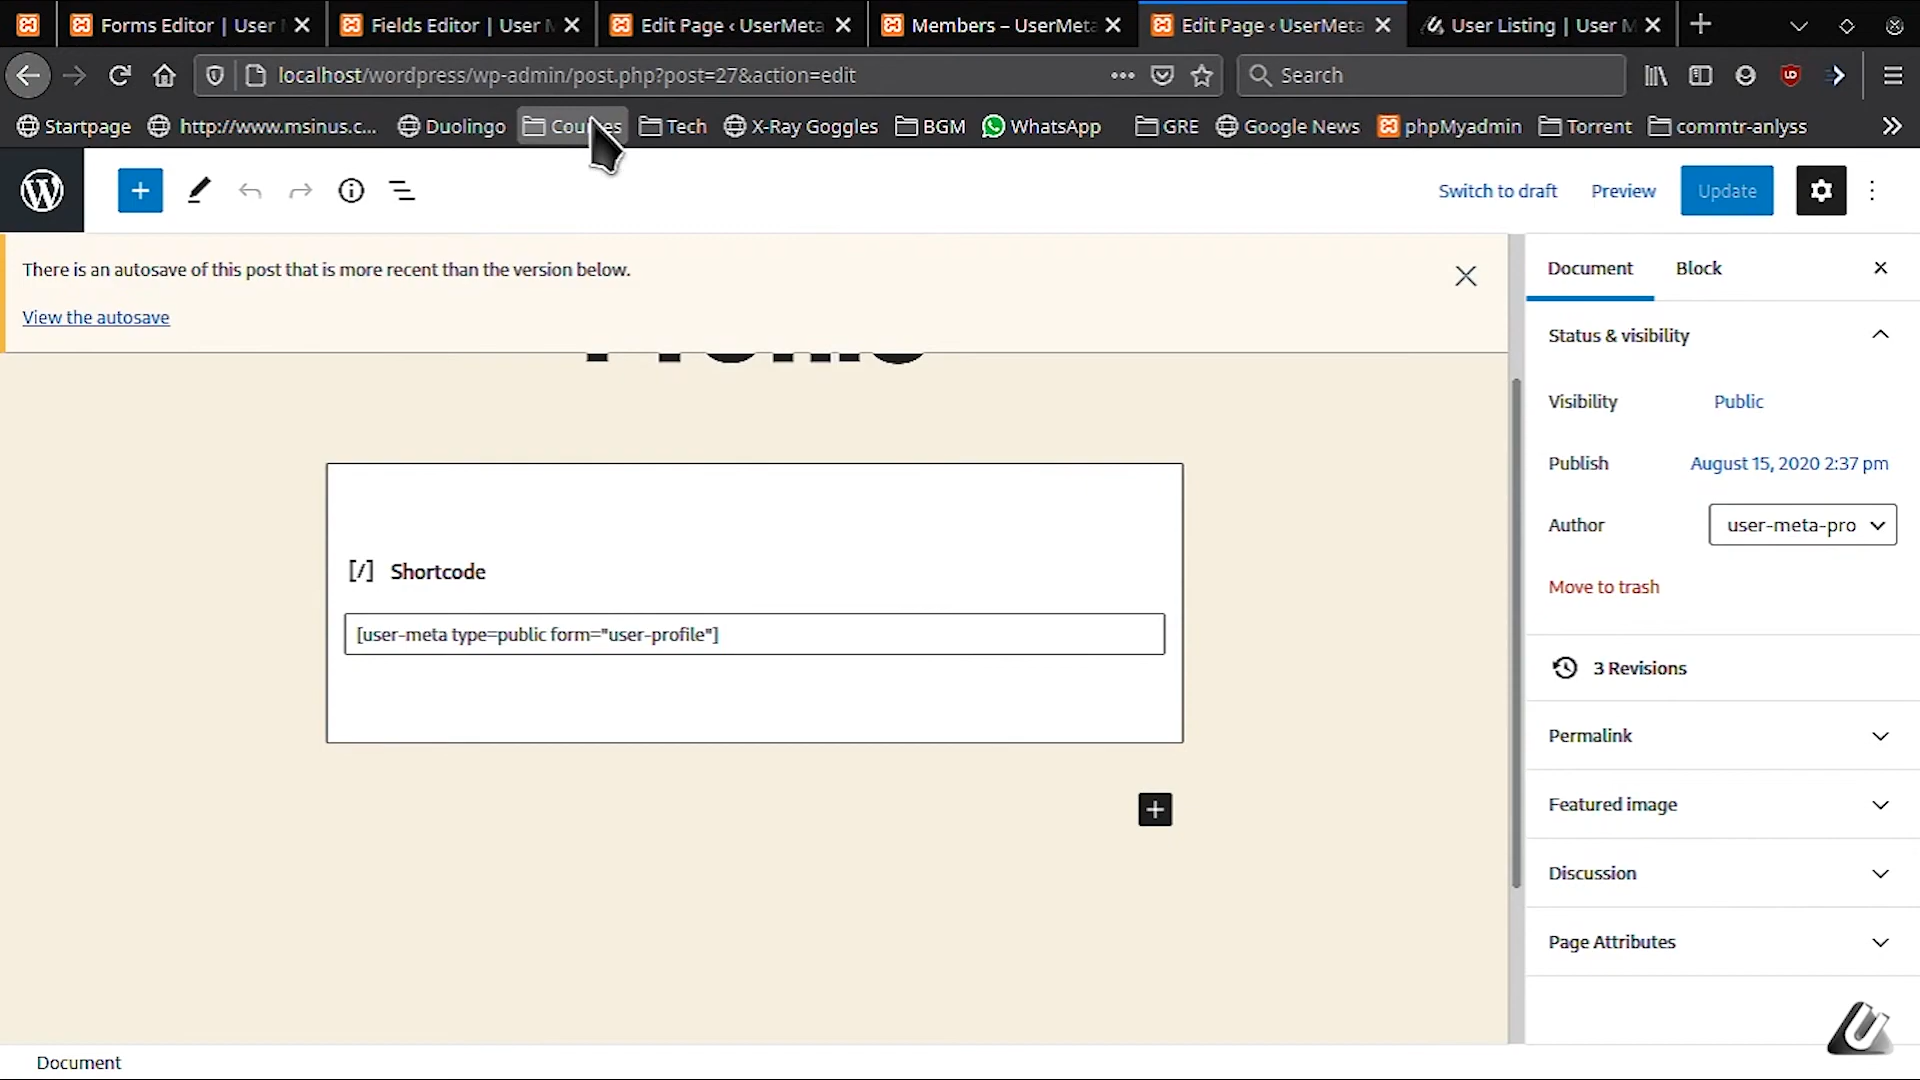 Forms Editor | User
Fields Editor | User
Edit Page ‹ UserMeta
Members – UserMeta
Edit Page ‹ UserMeta
User Listing | User M
localhost/wordpress/wp-admin/post.php?post=27&action=edit
Search
Startpage
http://www.msinus.c...
Duolingo
Tech
X-Ray Goggles
BGM
WhatsApp
GRE
Google News
phpMyadmin
Torrent
commtr-anlyss
Switch to draft
Preview
Update
There is an autosave of this post that is more recent than the version below.
View the autosave
Document
Block
Status & visibility
Visibility
Public
Publish
August 15, 2020 2:37 pm
Author
user-meta-pro
Move to trash
[/] Shortcode
[user-meta type=public form="user-profile"]
3 Revisions
Permalink
Featured image
Discussion
Page Attributes
Document